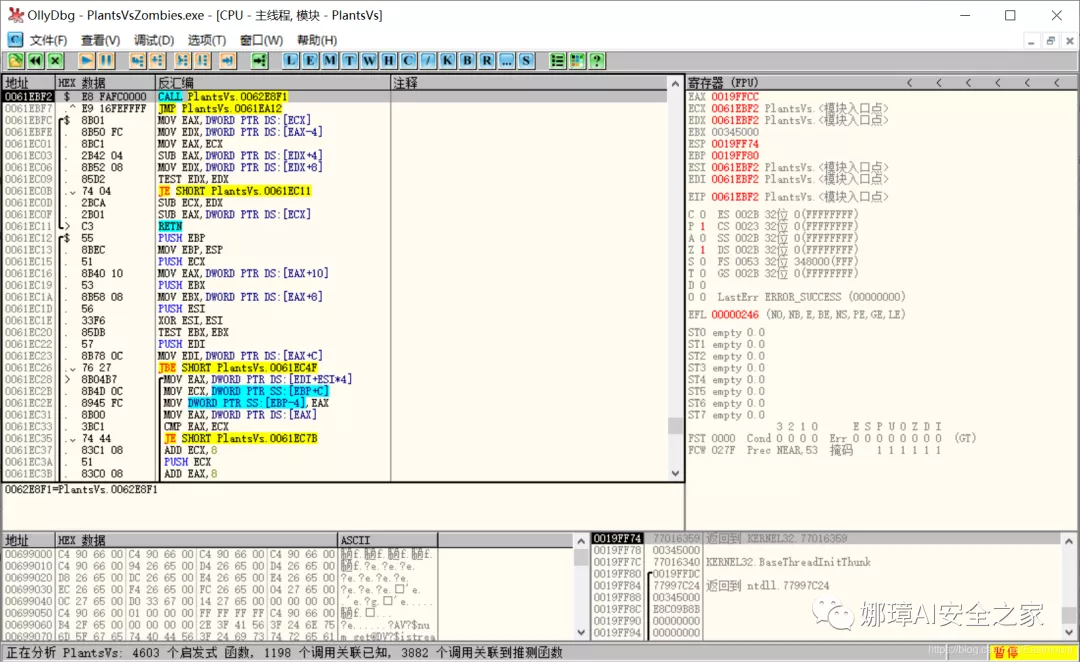 OllyDbg - PlantsVsZombies.exe - [CPU - 主线程, 模块 - PlantsVs]
文件(F) 查看(V) 调试(D) 选项(T) 窗口(W) 帮助(H)
L E M T W H C / K B R ... S ?
地址 HEX 数据 反汇编 注释
0061EBF2 $ E8 FAFC0000 CALL PlantsVs.0062E8F1
0061EBF7 .^ E9 16FEFFFF JMP PlantsVs.0061EA12
0061EBFC $ 8B01 MOV EAX,DWORD PTR DS:[ECX]
0061EBFE . 8B50 FC MOV EDX,DWORD PTR DS:[EAX-4]
0061EC01 . 8BC1 MOV EAX,ECX
0061EC03 . 2B42 04 SUB EAX,DWORD PTR DS:[EDX+4]
0061EC06 . 8B52 08 MOV EDX,DWORD PTR DS:[EDX+8]
0061EC09 . 85D2 TEST EDX,EDX
0061EC0B .v 74 04 JE SHORT PlantsVs.0061EC11
0061EC0D . 2BCA SUB ECX,EDX
0061EC0F . 2B01 SUB EAX,DWORD PTR DS:[ECX]
0061EC11 > C3 RETN
0061EC12 $ 55 PUSH EBP
0061EC13 . 8BEC MOV EBP,ESP
0061EC15 . 51 PUSH ECX
0061EC16 . 8B40 10 MOV EAX,DWORD PTR DS:[EAX+10]
0061EC19 . 53 PUSH EBX
0061EC1A . 8B58 08 MOV EBX,DWORD PTR DS:[EAX+8]
0061EC1D . 56 PUSH ESI
0061EC1E . 33F6 XOR ESI,ESI
0061EC20 . 85DB TEST EBX,EBX
0061EC22 . 57 PUSH EDI
0061EC23 . 8B78 0C MOV EDI,DWORD PTR DS:[EAX+C]
0061EC26 .v 76 27 JBE SHORT PlantsVs.0061EC4F
0061EC28 > 8B04B7 MOV EAX,DWORD PTR DS:[EDI+ESI*4]
0061EC2B . 8B4D 0C MOV ECX,DWORD PTR SS:[EBP+C]
0061EC2E . 8945 FC MOV DWORD PTR SS:[EBP-4],EAX
0061EC31 . 8B00 MOV EAX,DWORD PTR DS:[EAX]
0061EC33 . 3BC1 CMP EAX,ECX
0061EC35 .v 74 44 JE SHORT PlantsVs.0061EC7B
0061EC37 . 83C1 08 ADD ECX,8
0061EC3A . 51 PUSH ECX
0061EC3B . 83C0 08 ADD EAX,8
0062E8F1=PlantsVs.0062E8F1
寄存器 (FPU) < < < < < <
EAX 0019FFCC
ECX 0061EBF2 PlantsVs.<模块入口点>
EDX 0061EBF2 PlantsVs.<模块入口点>
EBX 00345000
ESP 0019FF74
EBP 0019FF80
ESI 0061EBF2 PlantsVs.<模块入口点>
EDI 0061EBF2 PlantsVs.<模块入口点>
EIP 0061EBF2 PlantsVs.<模块入口点>
C 0 ES 002B 32位 0(FFFFFFFF)
P 1 CS 0023 32位 0(FFFFFFFF)
A 0 SS 002B 32位 0(FFFFFFFF)
Z 1 DS 002B 32位 0(FFFFFFFF)
S 0 FS 0053 32位 348000(FFF)
T 0 GS 002B 32位 0(FFFFFFFF)
D 0
O 0 LastErr ERROR_SUCCESS (00000000)
EFL 00000246 (NO,NB,E,BE,NS,PE,GE,LE)
ST0 empty 0.0
ST1 empty 0.0
ST2 empty 0.0
ST3 empty 0.0
ST4 empty 0.0
ST5 empty 0.0
ST6 empty 0.0
ST7 empty 0.0
3 2 1 0 E S P U O Z D I
FST 0000 Cond 0 0 0 0 Err 0 0 0 0 0 0 0 0 (GT)
FCW 027F Prec NEAR,53 掩码 1 1 1 1 1 1
地址 HEX 数据 ASCII
00699000 C4 90 66 00 C4 90 66 00 C4 90 66 00 C4 90 66 00
00699010 C4 90 66 00 94 26 65 00 D4 26 65 00 D4 26 65 00
00699020 D8 26 65 00 DC 26 65 00 E4 26 65 00 E4 26 65 00
00699030 EC 26 65 00 F4 26 65 00 FC 26 65 00 04 27 65 00
00699040 0C 27 65 00 D0 33 67 00 14 27 65 00 00 00 00 00
00699050 C4 90 66 00 01 00 00 00 FF FF FF FF C4 90 66 00
00699060 B4 2F 65 00 00 00 00 00 2E 3F 41 56 3F 24 6E 75
00699070 6D 5F 67 65 74 40 44 56 3F 24 69 73 74 72 65 61
0019FF74 77016359 返回到 KERNEL32.77016359
0019FF78 00345000
0019FF7C 77016340 KERNEL32.BaseThreadInitThunk
0019FF80 0019FFDC
0019FF84 77997C24 返回到 ntdll.77997C24
0019FF88 00345000
0019FF8C E8C09B8B
0019FF90 00000000
0019FF94 00000000
娜璋AI安全之家
正在分析 PlantsVs: 4603 个启发式 函数, 1198 个调用关联已知, 3882 个调用关联到推测函数
暂停